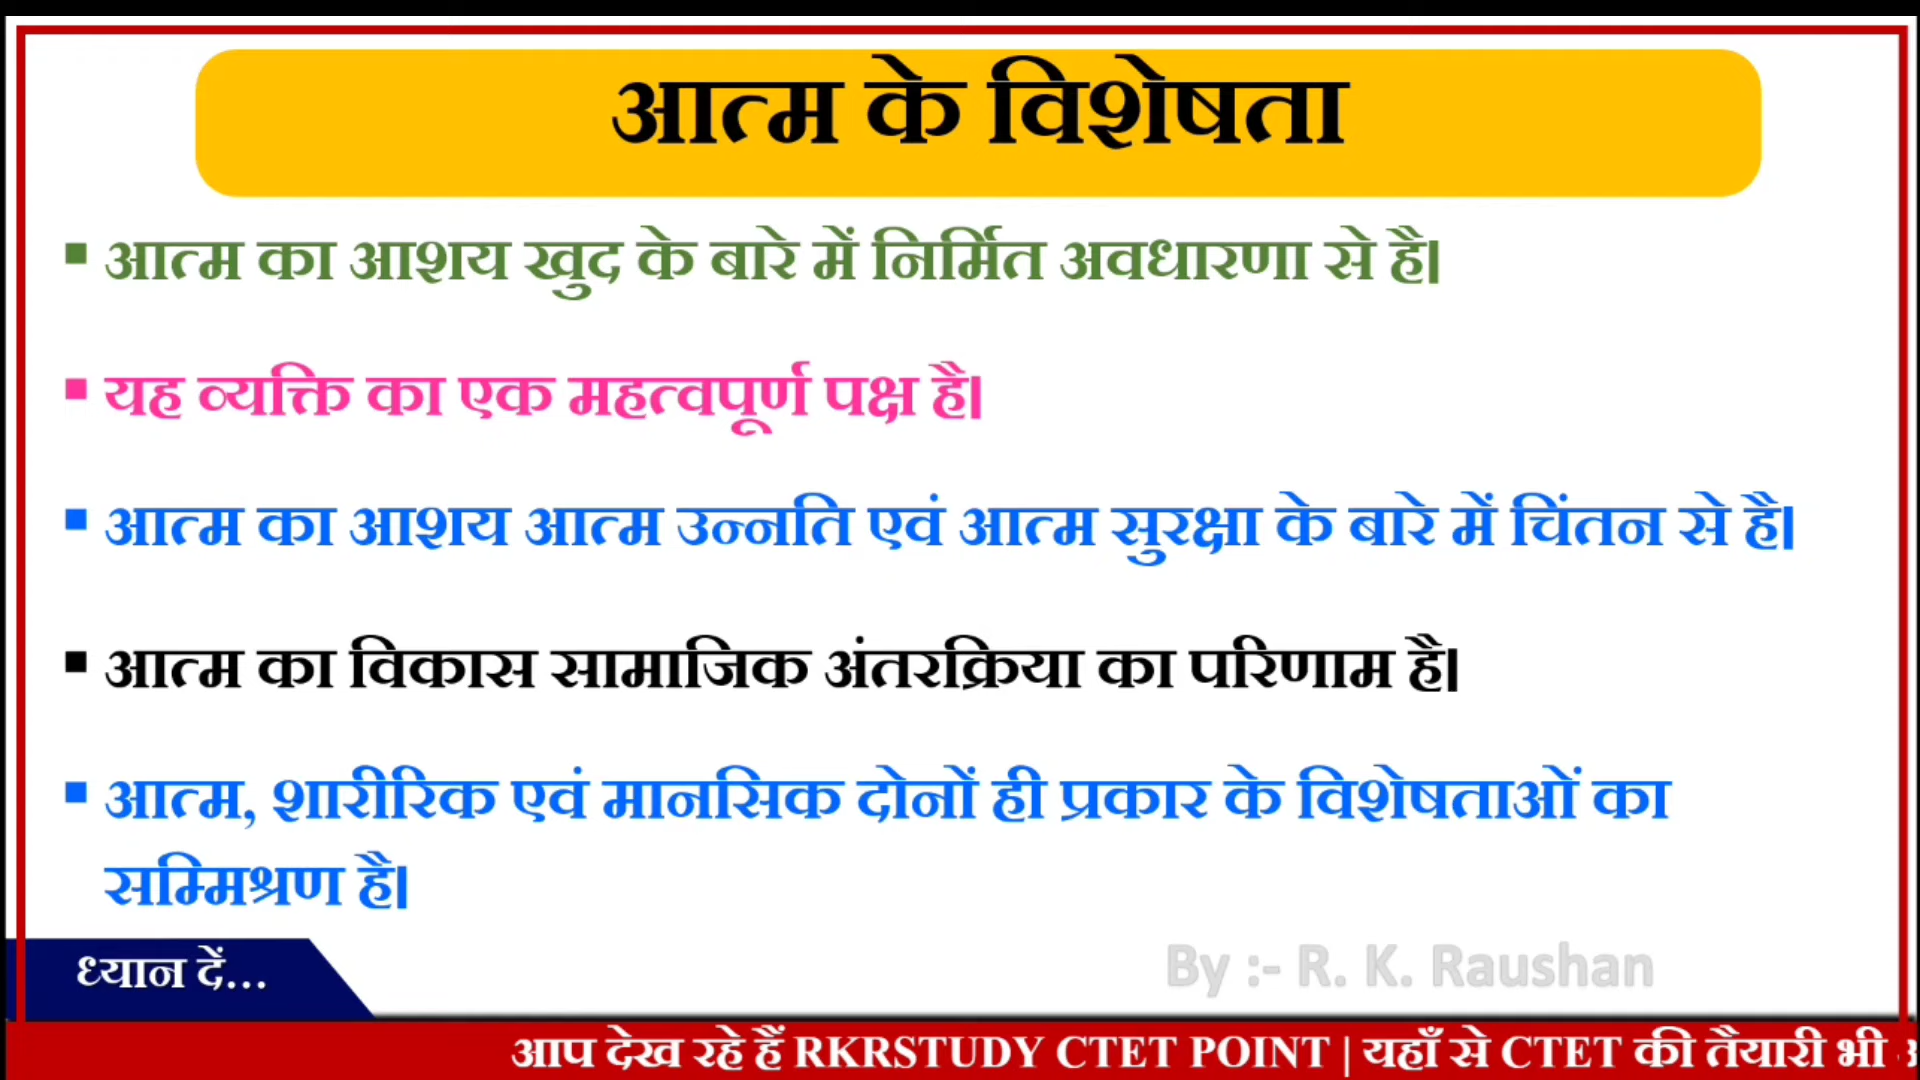 आत्म के विशेषता
▪ आत्म का आशय खुद के बारे में निर्मित अवधारणा से है।
▪ यह व्यक्ति का एक महत्वपूर्ण पक्ष है।
▪ आत्म का आशय आत्म उन्नति एवं आत्म सुरक्षा के बारे में चिंतन से है।
▪ आत्म का विकास सामाजिक अंतरक्रिया का परिणाम है।
▪ आत्म, शारीरिक एवं मानसिक दोनों ही प्रकार के विशेषताओं का
सम्मिश्रण है।
ध्यान दें...
By :- R. K. Raushan
आप देख रहे हैं RKRSTUDY CTET POINT | यहाँ से CTET की तैयारी भी